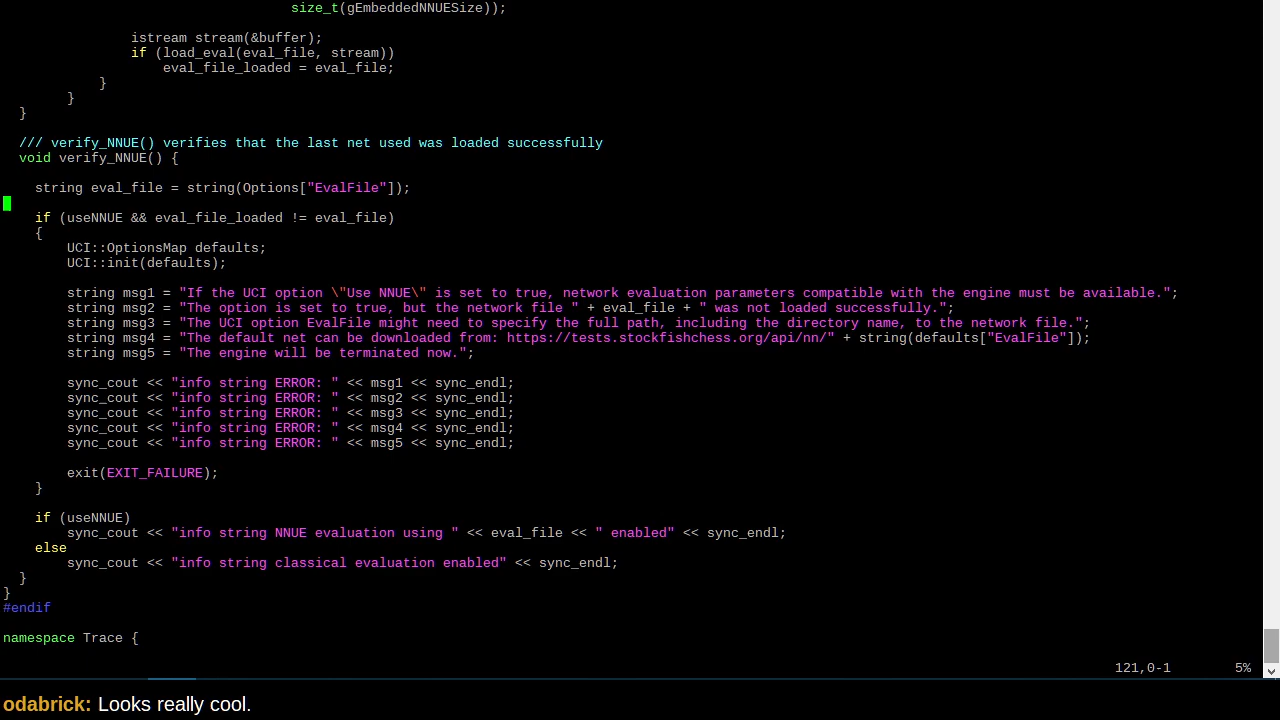 size_t(gEmbeddedNNUESize));
istream stream(&buffer);
if (load_eval(eval_file, stream))
eval_file_loaded = eval_file;
}
}
}
/// verify_NNUE() verifies that the last net used was loaded successfully
void verify_NNUE() {
string eval_file = string(Options["EvalFile"]);
if (useNNUE && eval_file_loaded != eval_file)
{
UCI::OptionsMap defaults;
UCI::init(defaults);
string msg1 = "If the UCI option \"Use NNUE\" is set to true, network evaluation parameters compatible with the engine must be available.";
string msg2 = "The option is set to true, but the network file " + eval_file + " was not loaded successfully.";
string msg3 = "The UCI option EvalFile might need to specify the full path, including the directory name, to the network file.";
string msg4 = "The default net can be downloaded from: https://tests.stockfishchess.org/api/nn/" + string(defaults["EvalFile"]);
string msg5 = "The engine will be terminated now.";
sync_cout << "info string ERROR: " << msg1 << sync_endl;
sync_cout << "info string ERROR: " << msg2 << sync_endl;
sync_cout << "info string ERROR: " << msg3 << sync_endl;
sync_cout << "info string ERROR: " << msg4 << sync_endl;
sync_cout << "info string ERROR: " << msg5 << sync_endl;
exit(EXIT_FAILURE);
}
if (useNNUE)
sync_cout << "info string NNUE evaluation using " << eval_file << " enabled" << sync_endl;
else
sync_cout << "info string classical evaluation enabled" << sync_endl;
}
}
#endif
namespace Trace {
121,0-1 5%
odabrick: Looks really cool.